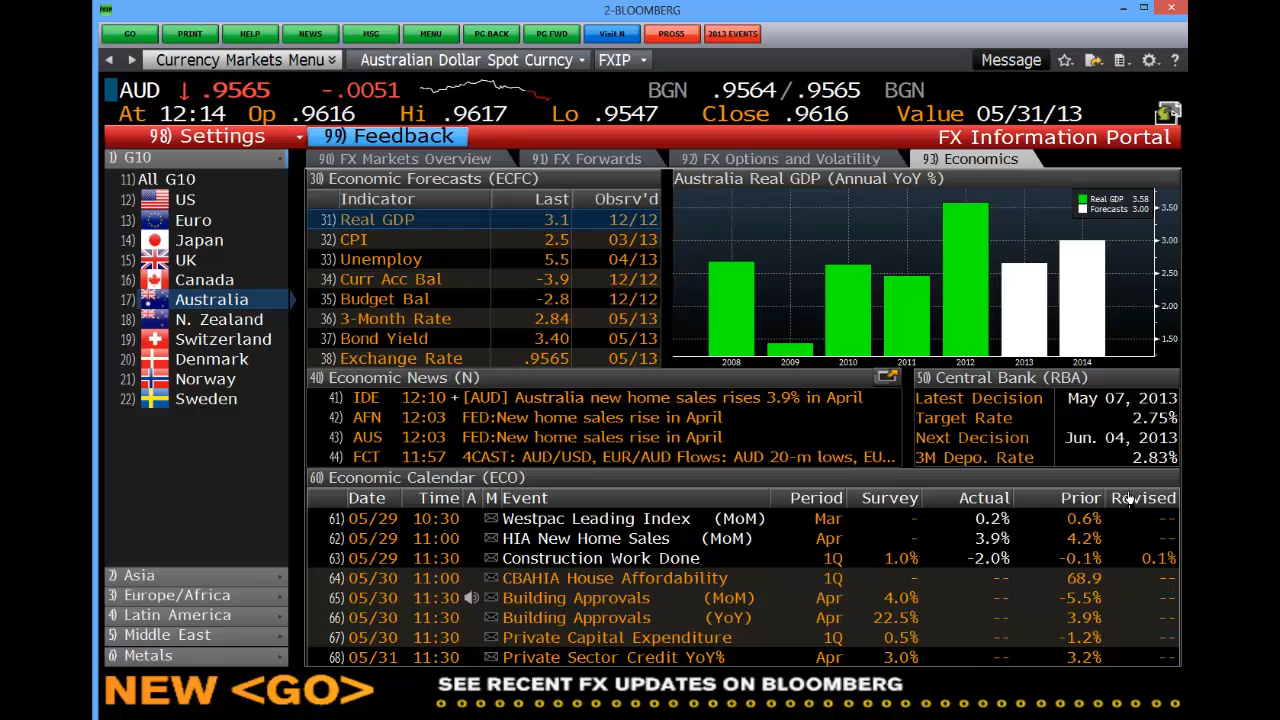 2-BLOOMBERG
GO PRINT HELP NEWS MSG MENU PG BACK PG FWD Visit N PROS5 2013 EVENTS
Currency Markets Menu Australian Dollar Spot Curncy FXIP Message ?
AUD ↓ .9565 -.0051 BGN .9564/.9565 BGN
At 12:14 Op .9616 Hi .9617 Lo .9547 Close .9616 Value 05/31/13
98) Settings 99) Feedback FX Information Portal
1) G10
11) All G10
12) US
13) Euro
14) Japan
15) UK
16) Canada
17) Australia
18) N. Zealand
19) Switzerland
20) Denmark
21) Norway
22) Sweden
2) Asia
3) Europe/Africa
4) Latin America
5) Middle East
6) Metals
90) FX Markets Overview 91) FX Forwards 92) FX Options and Volatility 93) Economics
30) Economic Forecasts (ECFC)
Indicator Last Obsrv'd
31) Real GDP 3.1 12/12
32) CPI 2.5 03/13
33) Unemploy 5.5 04/13
34) Curr Acc Bal -3.9 12/12
35) Budget Bal -2.8 12/12
36) 3-Month Rate 2.84 05/13
37) Bond Yield 3.40 05/13
38) Exchange Rate .9565 05/13
Australia Real GDP (Annual YoY %)
Real GDP 3.58
Forecasts 3.00
3.50
3.00
2.50
2.00
1.50
2008 2009 2010 2011 2012 2013 2014
40) Economic News (N)
41) IDE 12:10 + [AUD] Australia new home sales rises 3.9% in April
42) AFN 12:03 FED:New home sales rise in April
43) AUS 12:03 FED:New home sales rise in April
44) FCT 11:57 4CAST: AUD/USD, EUR/AUD Flows: AUD 20-m lows, EU...
50) Central Bank (RBA)
Latest Decision May 07, 2013
Target Rate 2.75%
Next Decision Jun. 04, 2013
3M Depo. Rate 2.83%
60) Economic Calendar (ECO)
Date Time A M Event Period Survey Actual Prior Revised
61) 05/29 10:30 Westpac Leading Index (MoM) Mar - 0.2% 0.6% --
62) 05/29 11:00 HIA New Home Sales (MoM) Apr - 3.9% 4.2% --
63) 05/29 11:30 Construction Work Done 1Q 1.0% -2.0% -0.1% 0.1%
64) 05/30 11:00 CBAHIA House Affordability 1Q - -- 68.9 --
65) 05/30 11:30 Building Approvals (MoM) Apr 4.0% -- -5.5% --
66) 05/30 11:30 Building Approvals (YoY) Apr 22.5% -- 3.9% --
67) 05/30 11:30 Private Capital Expenditure 1Q 0.5% -- -1.2% --
68) 05/31 11:30 Private Sector Credit YoY% Apr 3.0% -- 3.2% --
NEW <GO> SEE RECENT FX UPDATES ON BLOOMBERG